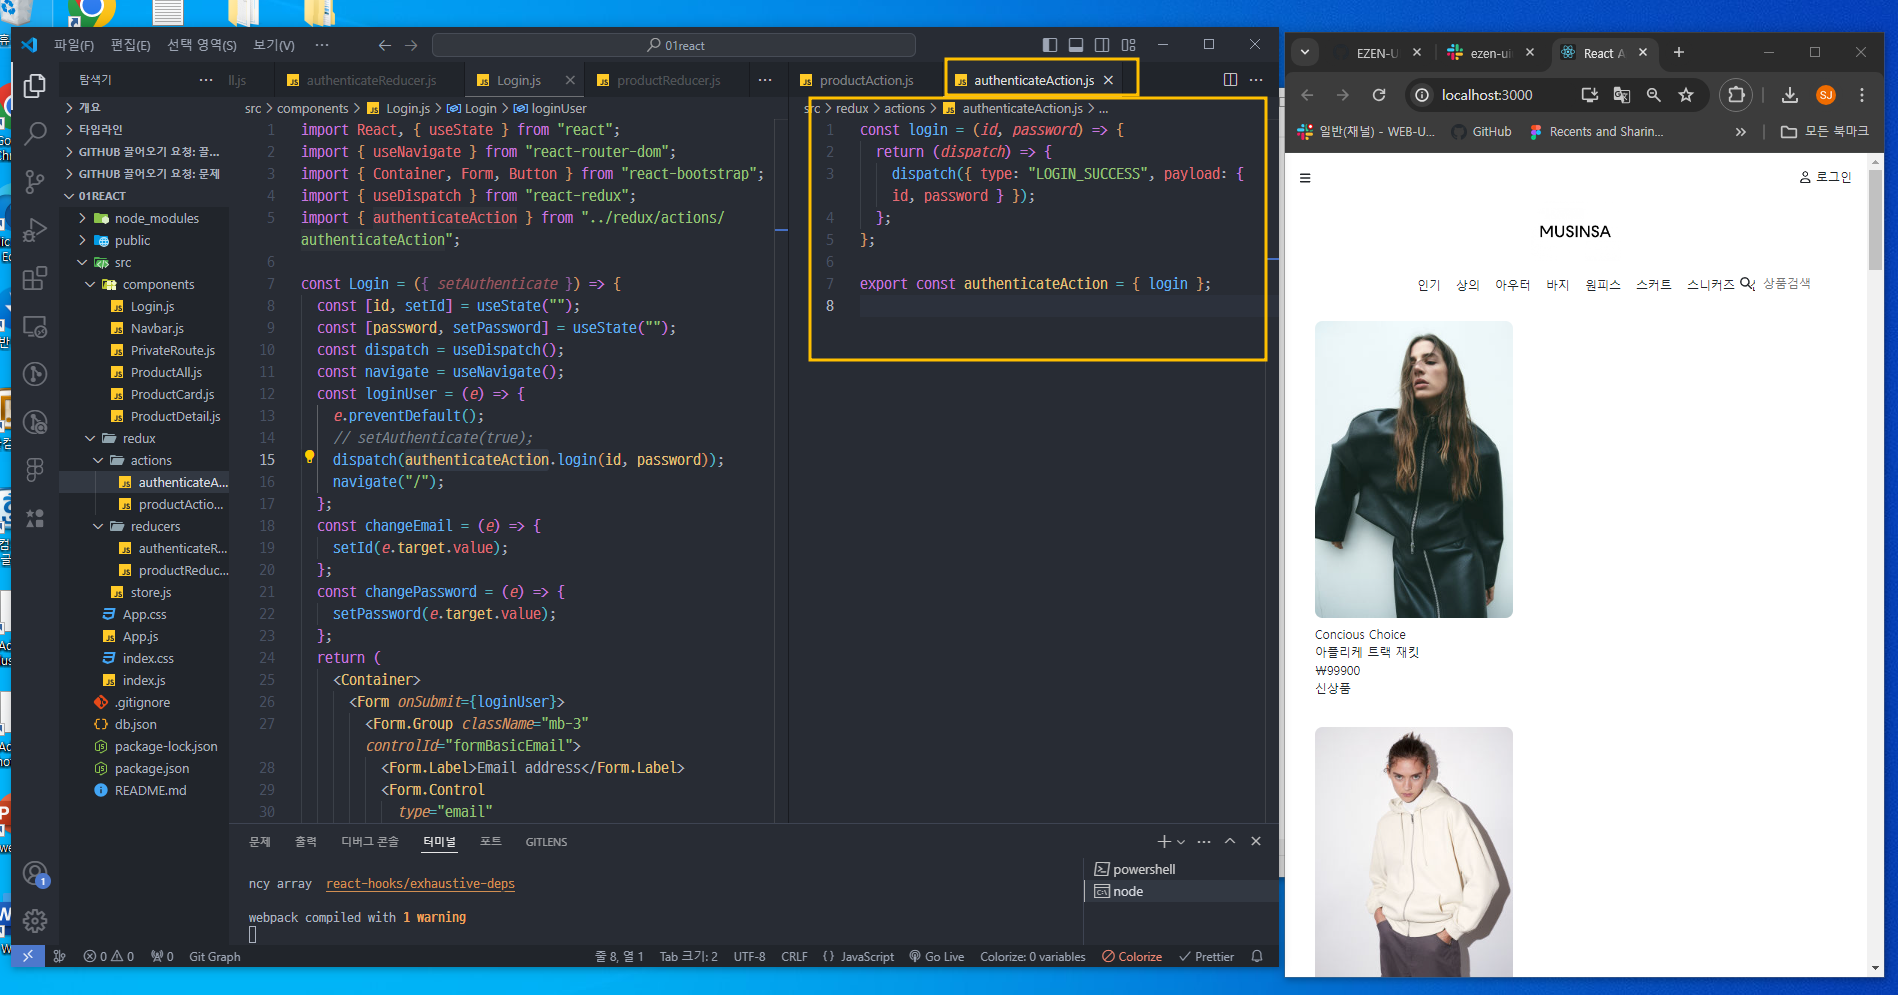 파일(F) 편집(E) 선택 영역(S) 보기(V) ··· 01react
탐색기 ··· ll.js authenticateReducer.js Login.js productReducer.js ··· productAction.js authenticateAction.js ···
개요
타임라인
GITHUB 끌어오기 요청: 끌...
GITHUB 끌어오기 요청: 문제
01REACT
node_modules
public
src
components
Login.js
Navbar.js
PrivateRoute.js
ProductAll.js
ProductCard.js
ProductDetail.js
redux
actions
authenticateA...
productActio...
reducers
authenticateR...
productReduc...
store.js
App.css
App.js
index.css
index.js
.gitignore
db.json
package-lock.json
package.json
README.md
src > components > Login.js > Login > loginUser
1 import React, { useState } from "react";
2 import { useNavigate } from "react-router-dom";
3 import { Container, Form, Button } from "react-bootstrap";
4 import { useDispatch } from "react-redux";
5 import { authenticateAction } from "../redux/actions/
authenticateAction";
6
7 const Login = ({ setAuthenticate }) => {
8 const [id, setId] = useState("");
9 const [password, setPassword] = useState("");
10 const dispatch = useDispatch();
11 const navigate = useNavigate();
12 const loginUser = (e) => {
13 e.preventDefault();
14 // setAuthenticate(true);
15 dispatch(authenticateAction.login(id, password));
16 navigate("/");
17 };
18 const changeEmail = (e) => {
19 setId(e.target.value);
20 };
21 const changePassword = (e) => {
22 setPassword(e.target.value);
23 };
24 return (
25 <Container>
26 <Form onSubmit={loginUser}>
27 <Form.Group className="mb-3"
controlId="formBasicEmail">
28 <Form.Label>Email address</Form.Label>
29 <Form.Control
30 type="email"
src > redux > actions > authenticateAction.js > ...
1 const login = (id, password) => {
2 return (dispatch) => {
3 dispatch({ type: "LOGIN_SUCCESS", payload: {
id, password } });
4 };
5 };
6
7 export const authenticateAction = { login };
8
문제 출력 디버그 콘솔 터미널 포트 GITLENS
ncy array react-hooks/exhaustive-deps
webpack compiled with 1 warning
powershell
node
1
0 0 0 Git Graph 줄 8, 열 1 Tab 크기: 2 UTF-8 CRLF {} JavaScript Go Live Colorize: 0 variables Colorize Prettier
EZEN-U ezen-ui React A
localhost:3000 SJ
일반(채널) - WEB-U... GitHub Recents and Sharin... » 모든 북마크
로그인
MUSINSA
인기 상의 아우터 바지 원피스 스커트 스니커즈 상품검색
Concious Choice
아플리케 트랙 재킷
₩99900
신상품